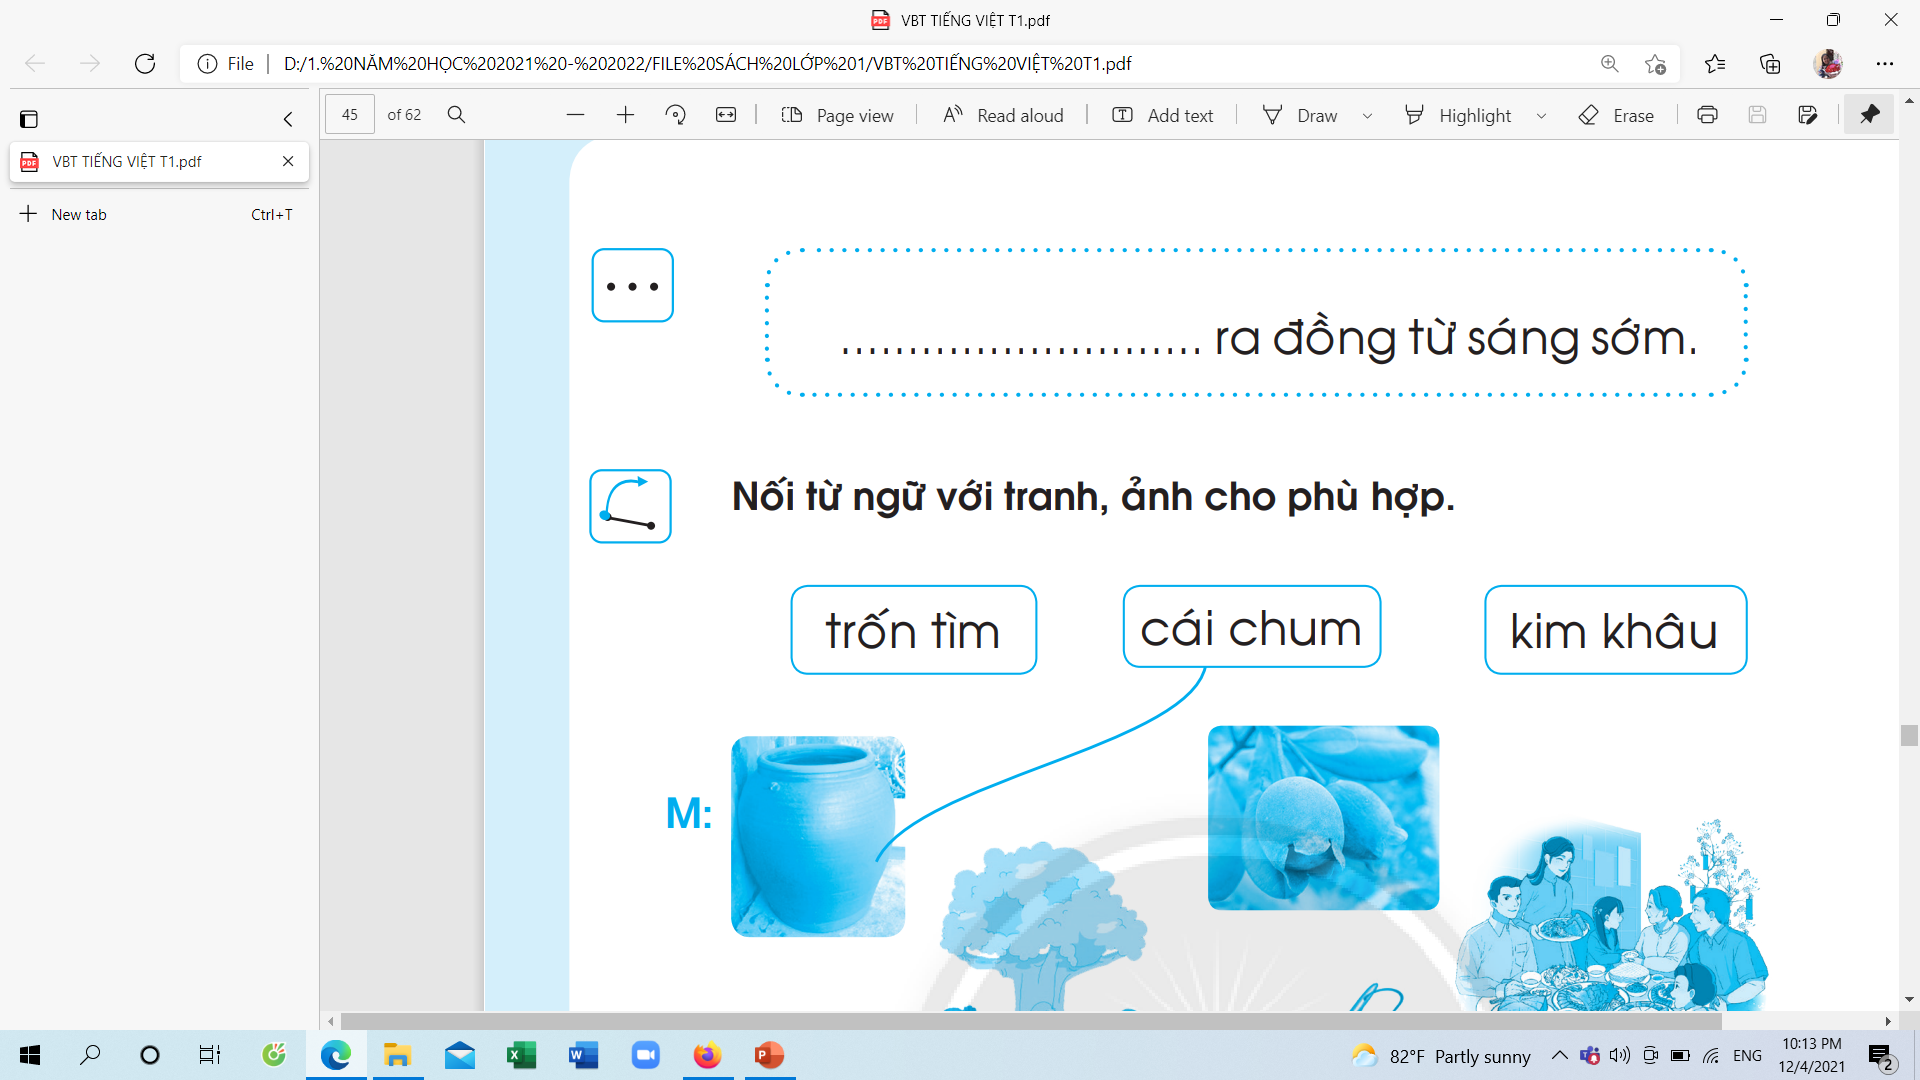 VBT TIẾNG VIỆT T1.pdf
File
D:/1.%20NĂM%20HỌC%202021%20-%202022/FILE%20SÁCH%20LỚP%201/VBT%20TIẾNG%20VIỆT%20T1.pdf
45 of 62 Page view Read aloud Add text Draw Highlight Erase
VBT TIẾNG VIỆT T1.pdf
New tab Ctrl+T
........................... ra đồng từ sáng sớm.
Nối từ ngữ với tranh, ảnh cho phù hợp.
trốn tìm cái chum kim khâu
M:
82°F Partly sunny ENG 10:13 PM
12/4/2021
2